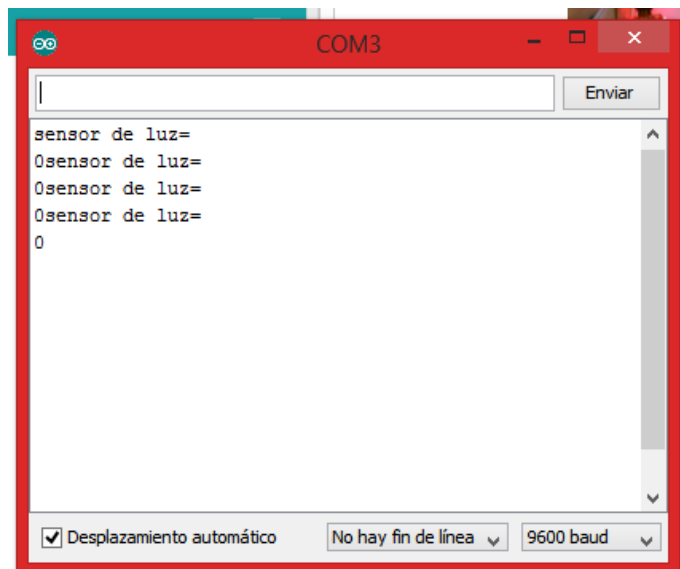 COM3
Enviar
sensor de luz=
0sensor de luz=
0sensor de luz=
0sensor de luz=
0
Desplazamiento automático
No hay fin de línea
9600 baud